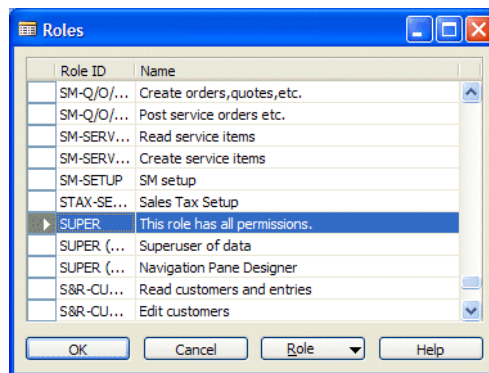 Roles
Role ID Name
SM-Q/O/... Create orders,quotes,etc.
SM-Q/O/... Post service orders etc.
SM-SERV... Read service items
SM-SERV... Create service items
SM-SETUP SM setup
STAX-SE... Sales Tax Setup
SUPER This role has all permissions.
SUPER (... Superuser of data
SUPER (... Navigation Pane Designer
S&R-CU... Read customers and entries
S&R-CU... Edit customers
OK Cancel Role Help